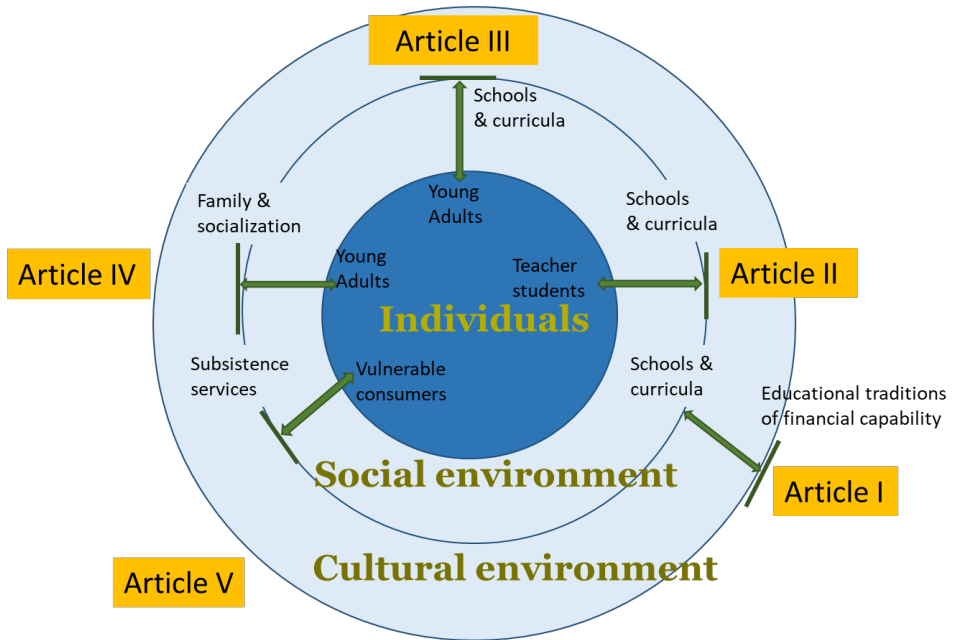 Article III
Schools
& curricula
Young
Adults
Family &
socialization
Schools
& curricula
Article IV
Young
Adults
Teacher
students
Article II
Individuals
Subsistence
services
Vulnerable
consumers
Schools &
curricula
Educational traditions
of financial capability
Social environment
Article I
Cultural environment
Article V